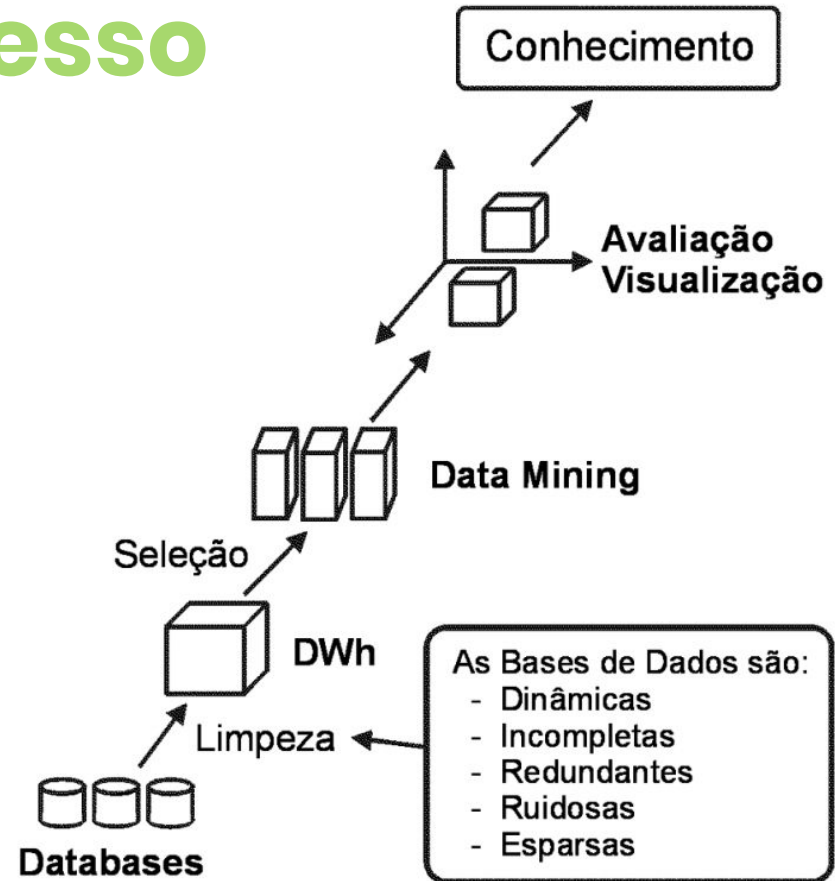 esso
Conhecimento
Avaliação
Visualização
Data Mining
Seleção
DWh
As Bases de Dados são:
- Dinâmicas
- Incompletas
- Redundantes
- Ruidosas
- Esparsas
Limpeza
Databases